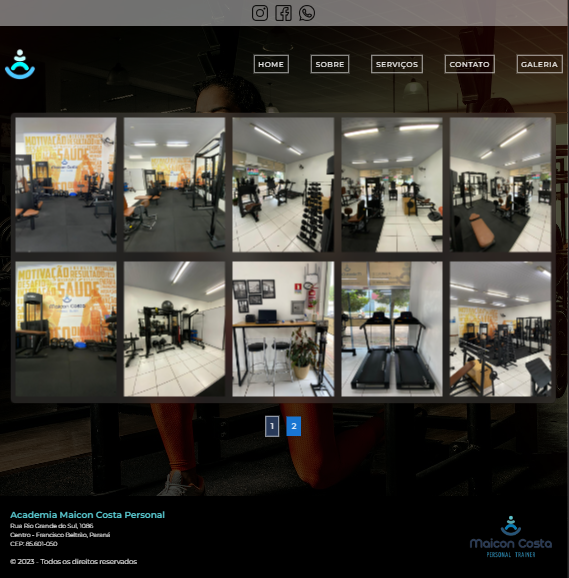 HOME
SOBRE
SERVIÇOS
CONTATO
GALERIA
MOTIVAÇÃO
SAÚDE
MOTIVAÇÃO
SAÚDE
Maicon Costa
1
2
Academia Maicon Costa Personal
Rua Rio Grande do Sul, 1086
Centro - Francisco Beltrão, Paraná
CEP: 85.601-050
© 2023 - Todos os direitos reservados
Maicon Costa
PERSONAL TRAINER